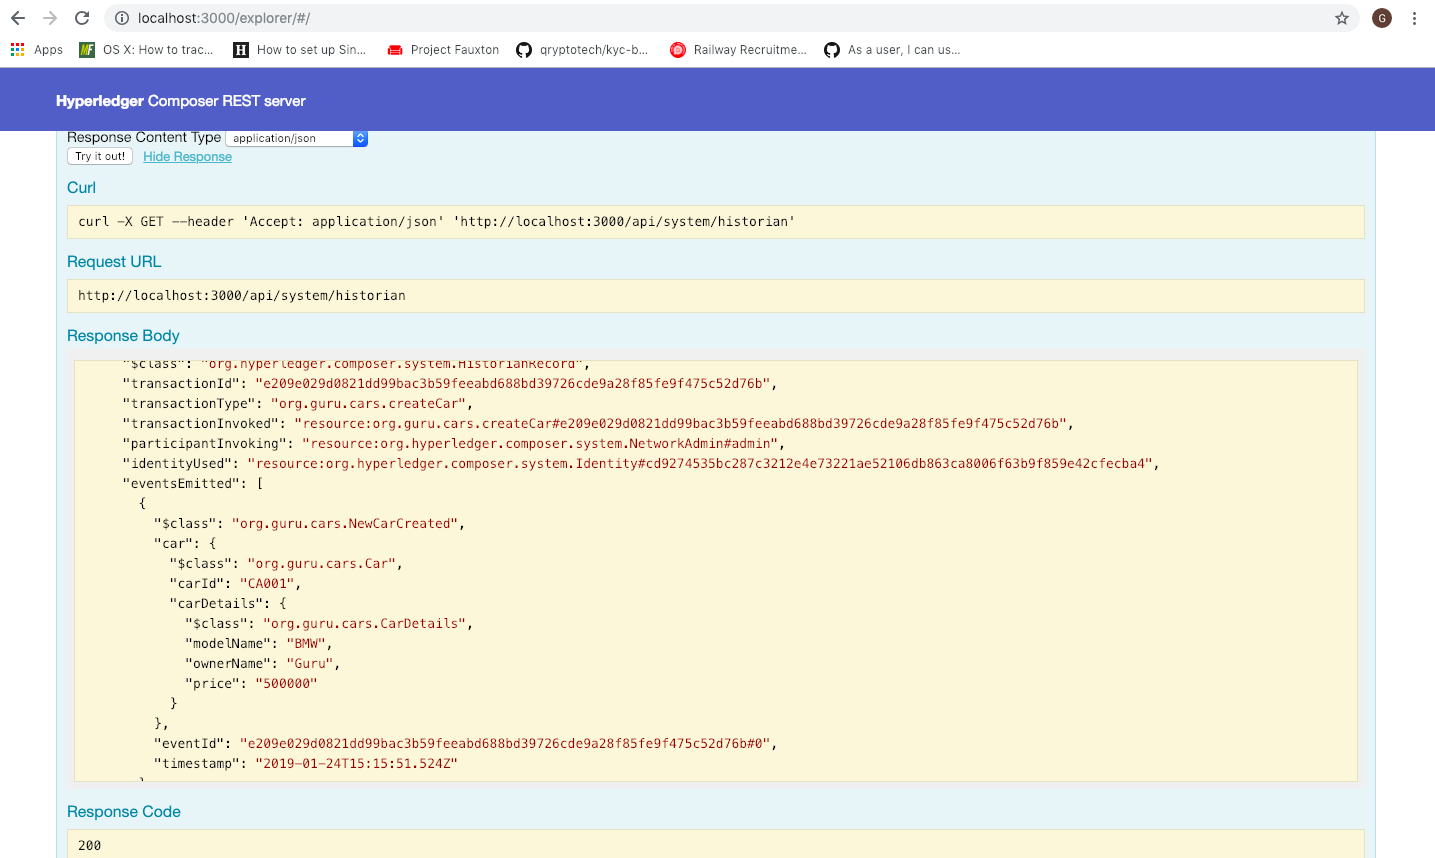 localhost:3000/explorer/#/
G
Apps
MF OS X: How to trac...
H How to set up Sin...
Project Fauxton
qryptotech/kyc-b...
Railway Recruitme...
As a user, I can us...
Hyperledger Composer REST server
Response Content Type application/json
Try it out! Hide Response
Curl
curl -X GET --header 'Accept: application/json' 'http://localhost:3000/api/system/historian'
Request URL
http://localhost:3000/api/system/historian
Response Body
"$class": "org.hyperledger.composer.system.HistorianRecord",
"transactionId": "e209e029d0821dd99bac3b59feeabd688bd39726cde9a28f85fe9f475c52d76b",
"transactionType": "org.guru.cars.createCar",
"transactionInvoked": "resource:org.guru.cars.createCar#e209e029d0821dd99bac3b59feeabd688bd39726cde9a28f85fe9f475c52d76b",
"participantInvoking": "resource:org.hyperledger.composer.system.NetworkAdmin#admin",
"identityUsed": "resource:org.hyperledger.composer.system.Identity#cd9274535bc287c3212e4e73221ae52106db863ca8006f63b9f859e42cfecba4",
"eventsEmitted": [
{
"$class": "org.guru.cars.NewCarCreated",
"car": {
"$class": "org.guru.cars.Car",
"carId": "CA001",
"carDetails": {
"$class": "org.guru.cars.CarDetails",
"modelName": "BMW",
"ownerName": "Guru",
"price": "500000"
}
},
"eventId": "e209e029d0821dd99bac3b59feeabd688bd39726cde9a28f85fe9f475c52d76b#0",
"timestamp": "2019-01-24T15:15:51.524Z"
}
Response Code
200